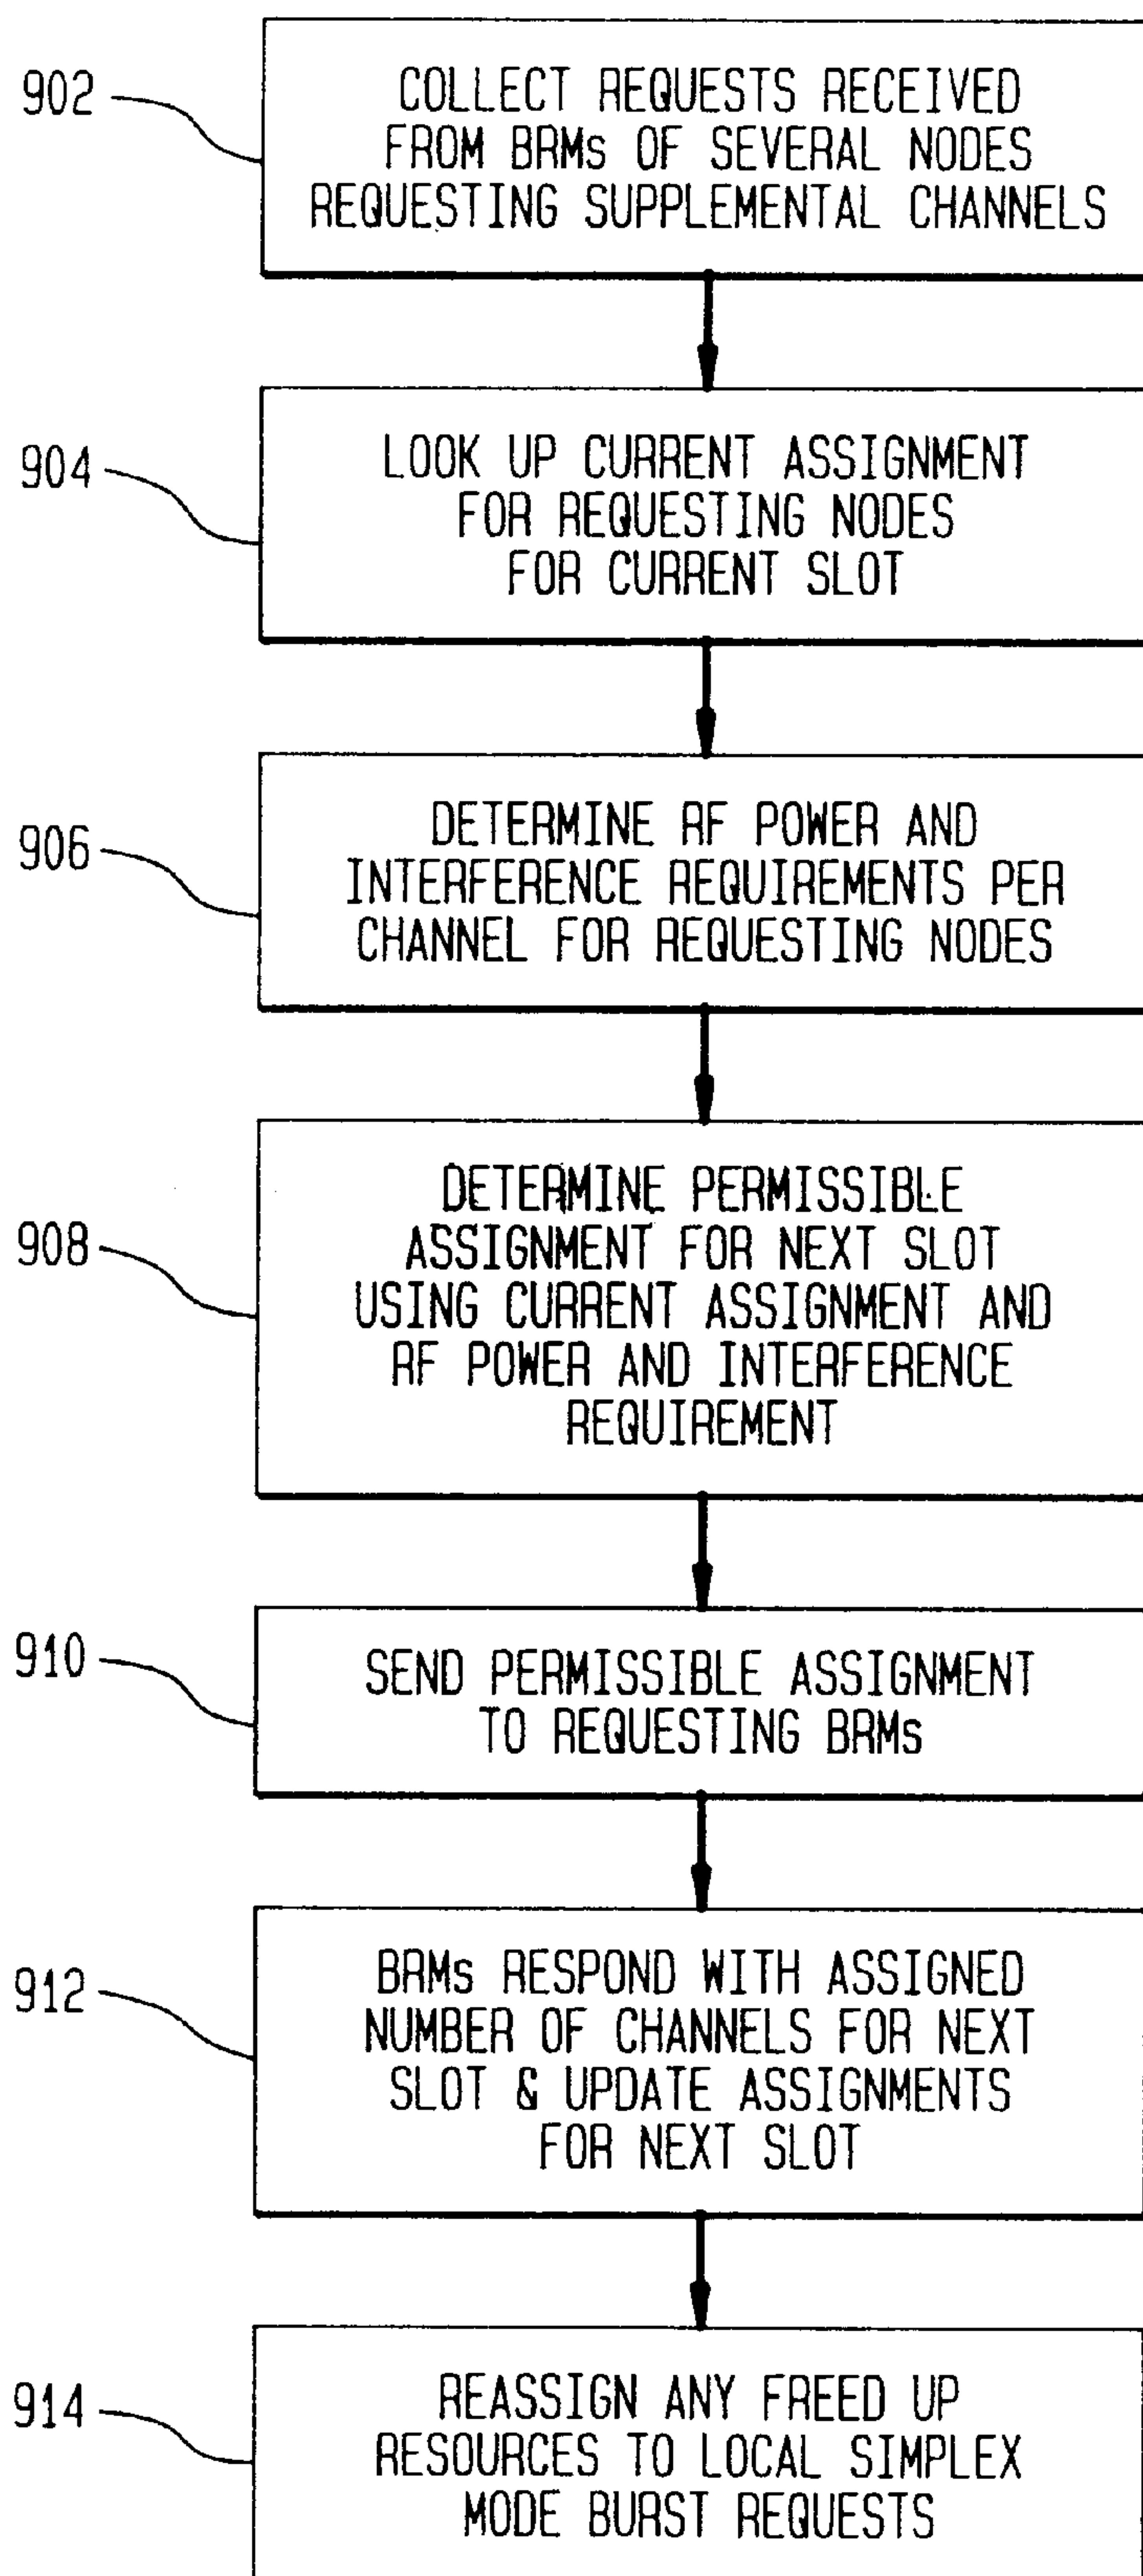 902
COLLECT REQUESTS RECEIVED
FROM BRMs OF SEVERAL NODES
REQUESTING SUPPLEMENTAL CHANNELS
904
LOOK UP CURRENT ASSIGNMENT
FOR REQUESTING NODES
FOR CURRENT SLOT
906
DETERMINE RF POWER AND
INTERFERENCE REQUIREMENTS PER
CHANNEL FOR REQUESTING NODES
908
DETERMINE PERMISSIBLE
ASSIGNMENT FOR NEXT SLOT
USING CURRENT ASSIGNMENT AND
RF POWER AND INTERFERENCE
REQUIREMENT
910
SEND PERMISSIBLE ASSIGNMENT
TO REQUESTING BRMs
912
BRMs RESPOND WITH ASSIGNED
NUMBER OF CHANNELS FOR NEXT
SLOT & UPDATE ASSIGNMENTS
FOR NEXT SLOT
914
REASSIGN ANY FREED UP
RESOURCES TO LOCAL SIMPLEX
MODE BURST REQUESTS